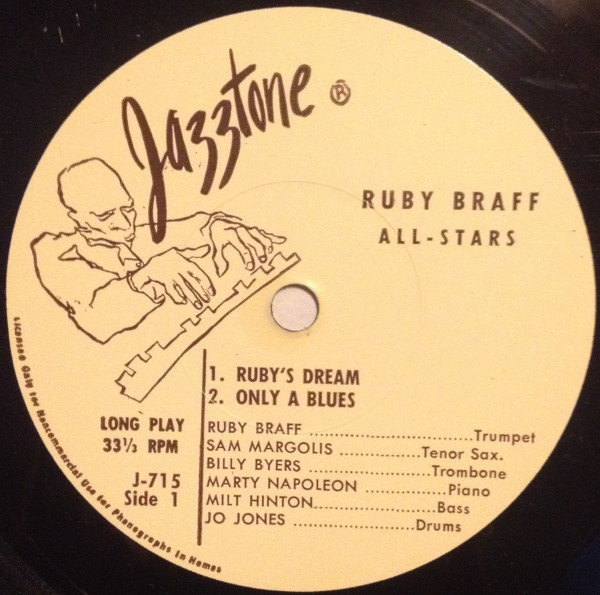 Jazztone ®
RUBY BRAFF
ALL-STARS
1. RUBY'S DREAM
2. ONLY A BLUES
LONG PLAY
33⅓ RPM
J-715
Side 1
RUBY BRAFF ..............................Trumpet
SAM MARGOLIS ...............Tenor Sax.
BILLY BYERS .......................Trombone
MARTY NAPOLEON ...............Piano
MILT HINTON......................Bass
JO JONES ......................Drums
Licensed Only for Noncommercial Use for Phonographs in Homes